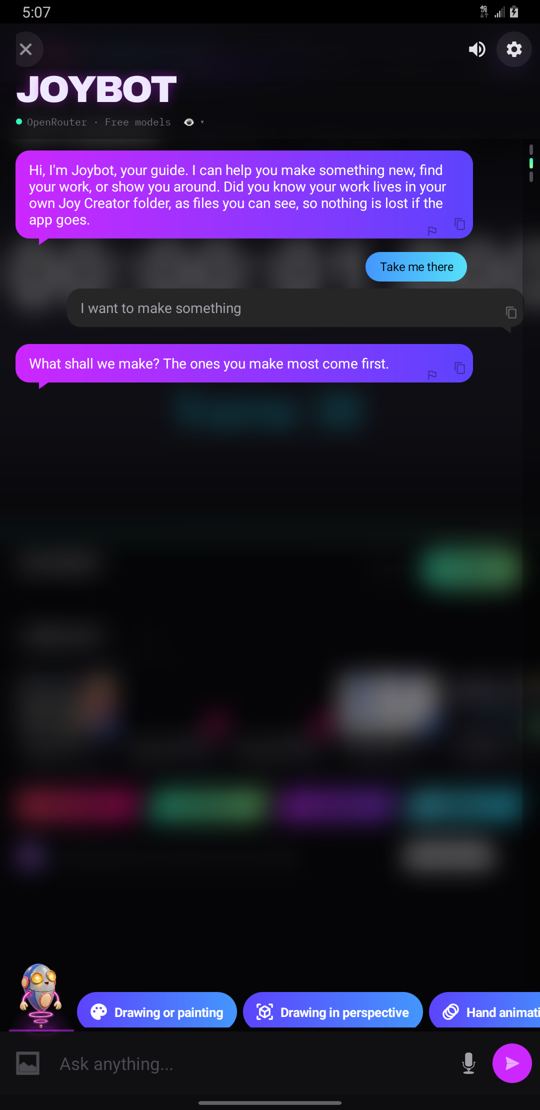 5:07
JOYBOT
OpenRouter · Free models
Hi, I'm Joybot, your guide. I can help you make something new, find
your work, or show you around. Did you know your work lives in your
own Joy Creator folder, as files you can see, so nothing is lost if the
app goes.
Take me there
I want to make something
What shall we make? The ones you make most come first.
Drawing or painting
Drawing in perspective
Hand animati
Ask anything...